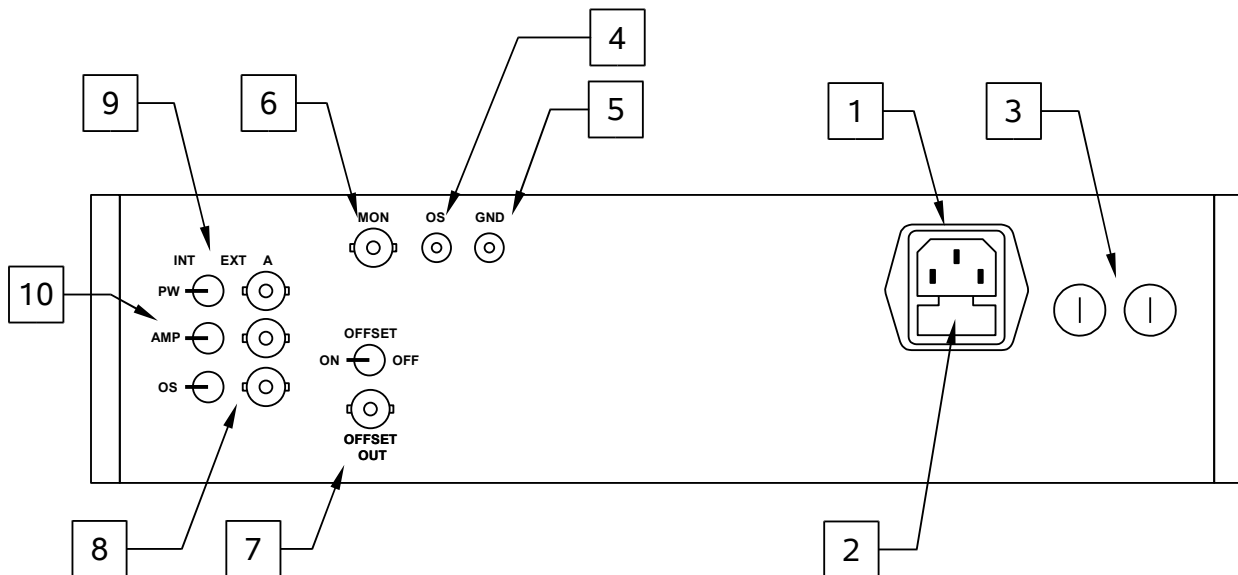 4
9
6
5
1
3
MON OS GND
INT EXT A
PW
10
AMP
OFFSET
ON OFF
OS
OFFSET
OUT
8
7
2